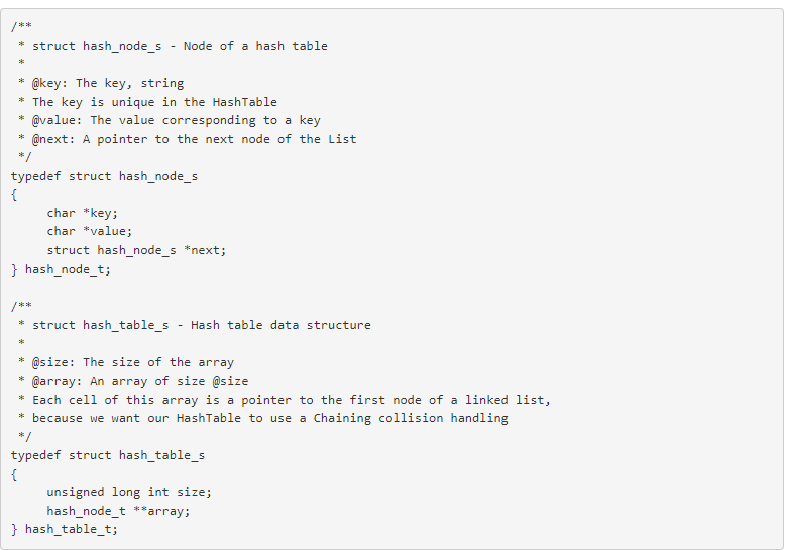 /**
 * struct hash_node_s - Node of a hash table
 *
 * @key: The key, string
 * The key is unique in the HashTable
 * @value: The value corresponding to a key
 * @next: A pointer to the next node of the List
 */
typedef struct hash_node_s
{
     char *key;
     char *value;
     struct hash_node_s *next;
} hash_node_t;

/**
 * struct hash_table_s - Hash table data structure
 *
 * @size: The size of the array
 * @array: An array of size @size
 * Each cell of this array is a pointer to the first node of a linked list,
 * because we want our HashTable to use a Chaining collision handling
 */
typedef struct hash_table_s
{
     unsigned long int size;
     hash_node_t **array;
} hash_table_t;